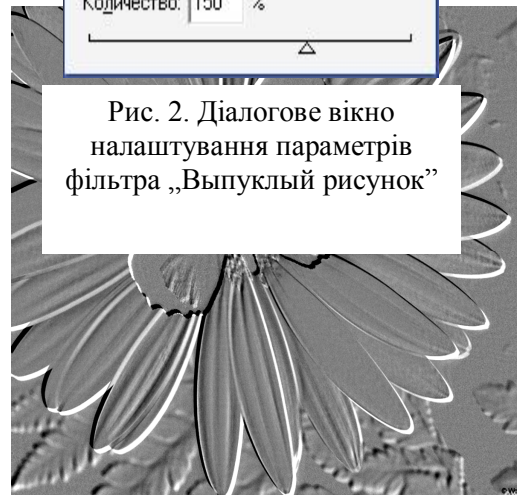 Количество: 150 %
Рис. 2. Діалогове вікно
налаштування параметрів
фільтра „Выпуклый рисунок”